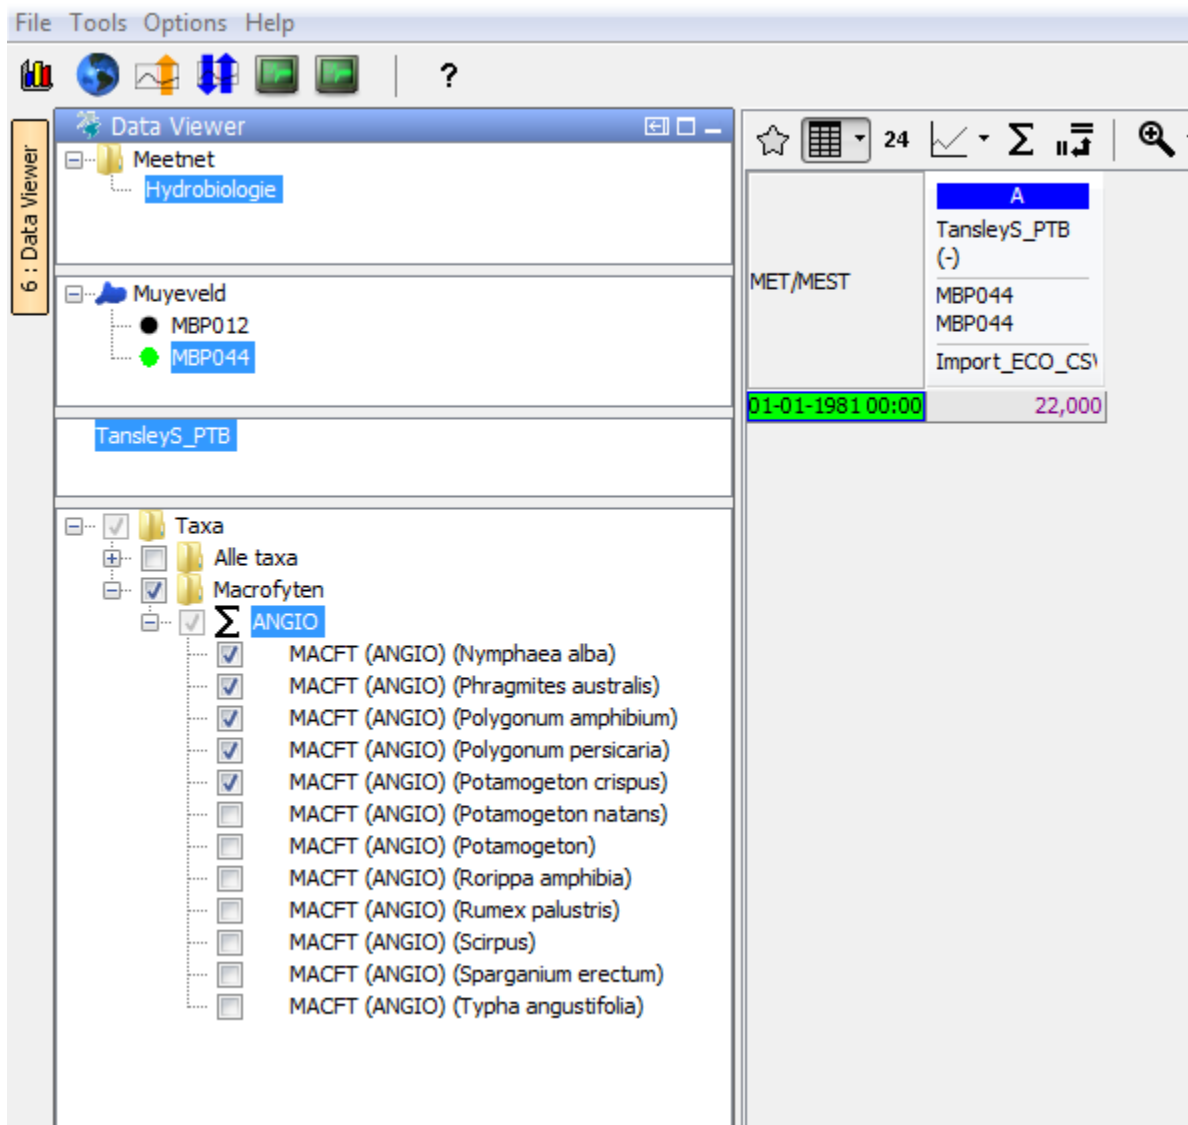 File Tools Options Help
?
6 : Data Viewer
Data Viewer
Meetnet
Hydrobiologie
Muyeveld
MBP012
MBP044
TansleyS_PTB
Taxa
Alle taxa
Macrofyten
Σ ANGIO
MACFT (ANGIO) (Nymphaea alba)
MACFT (ANGIO) (Phragmites australis)
MACFT (ANGIO) (Polygonum amphibium)
MACFT (ANGIO) (Polygonum persicaria)
MACFT (ANGIO) (Potamogeton crispus)
MACFT (ANGIO) (Potamogeton natans)
MACFT (ANGIO) (Potamogeton)
MACFT (ANGIO) (Rorippa amphibia)
MACFT (ANGIO) (Rumex palustris)
MACFT (ANGIO) (Scirpus)
MACFT (ANGIO) (Sparganium erectum)
MACFT (ANGIO) (Typha angustifolia)
24 Σ
A
TansleyS_PTB
(-)
MET/MEST
MBP044
MBP044
Import_ECO_CS
01-01-1981 00:00 22,000